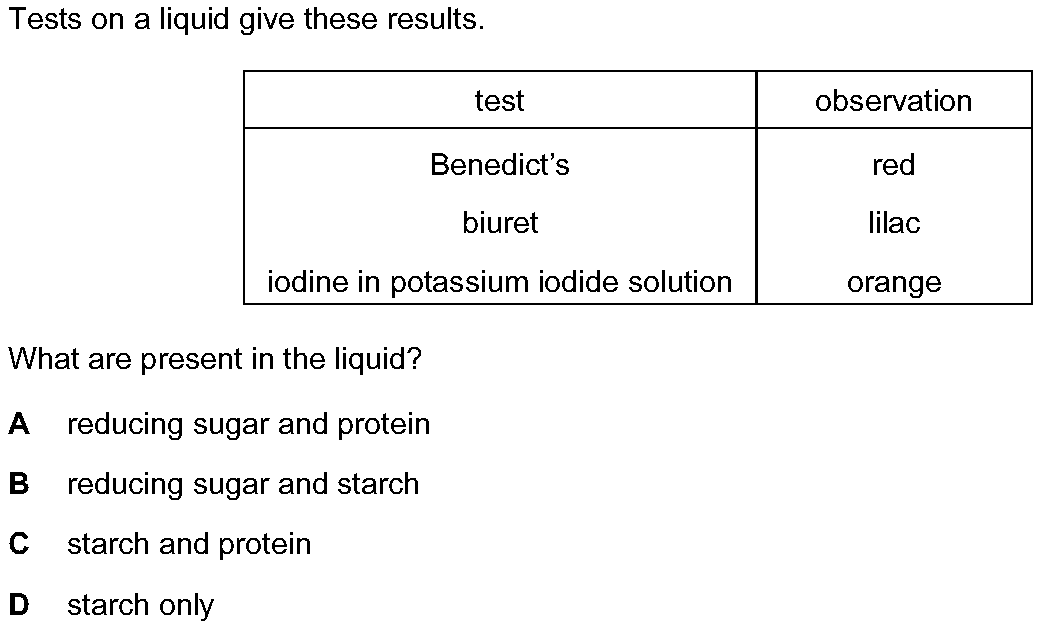 Tests on a liquid give these results.
test observation
Benedict’s red
biuret lilac
iodine in potassium iodide solution orange
What are present in the liquid?
A reducing sugar and protein
B reducing sugar and starch
C starch and protein
D starch only